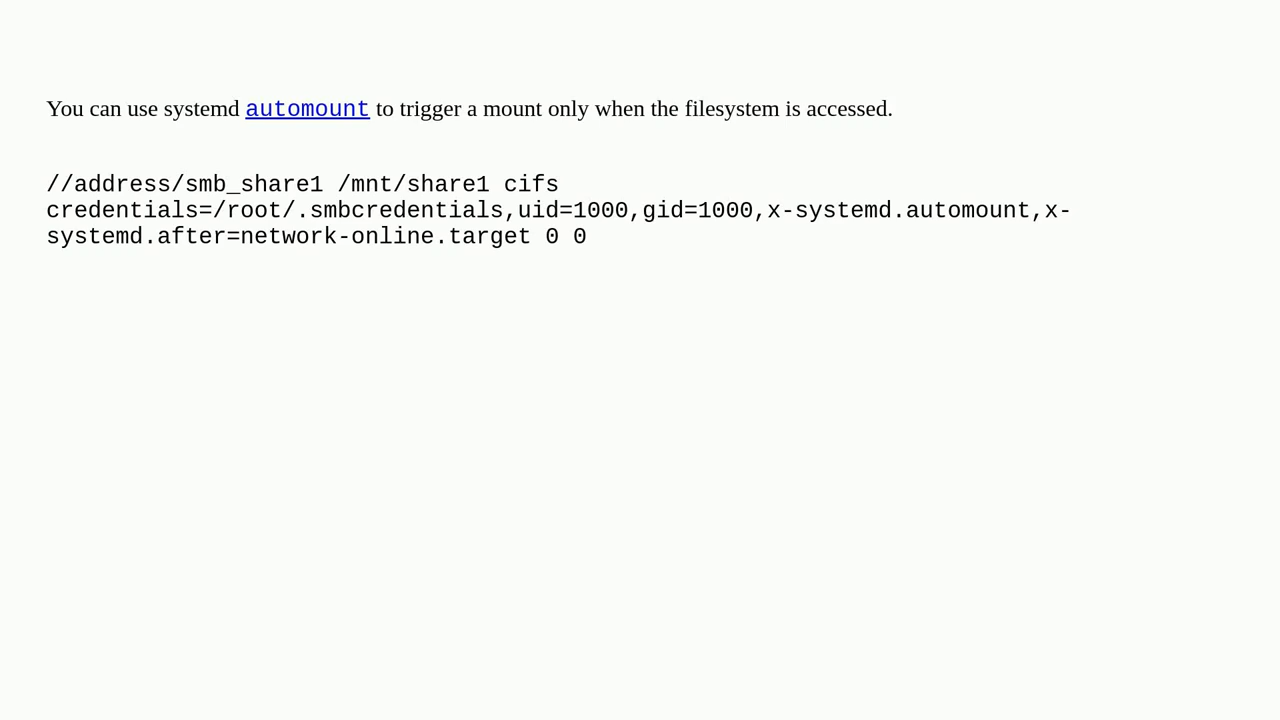 You can use systemd automount to trigger a mount only when the filesystem is accessed.
//address/smb_share1 /mnt/share1 cifs
credentials=/root/.smbcredentials,uid=1000,gid=1000,x-systemd.automount,x-
systemd.after=network-online.target 0 0